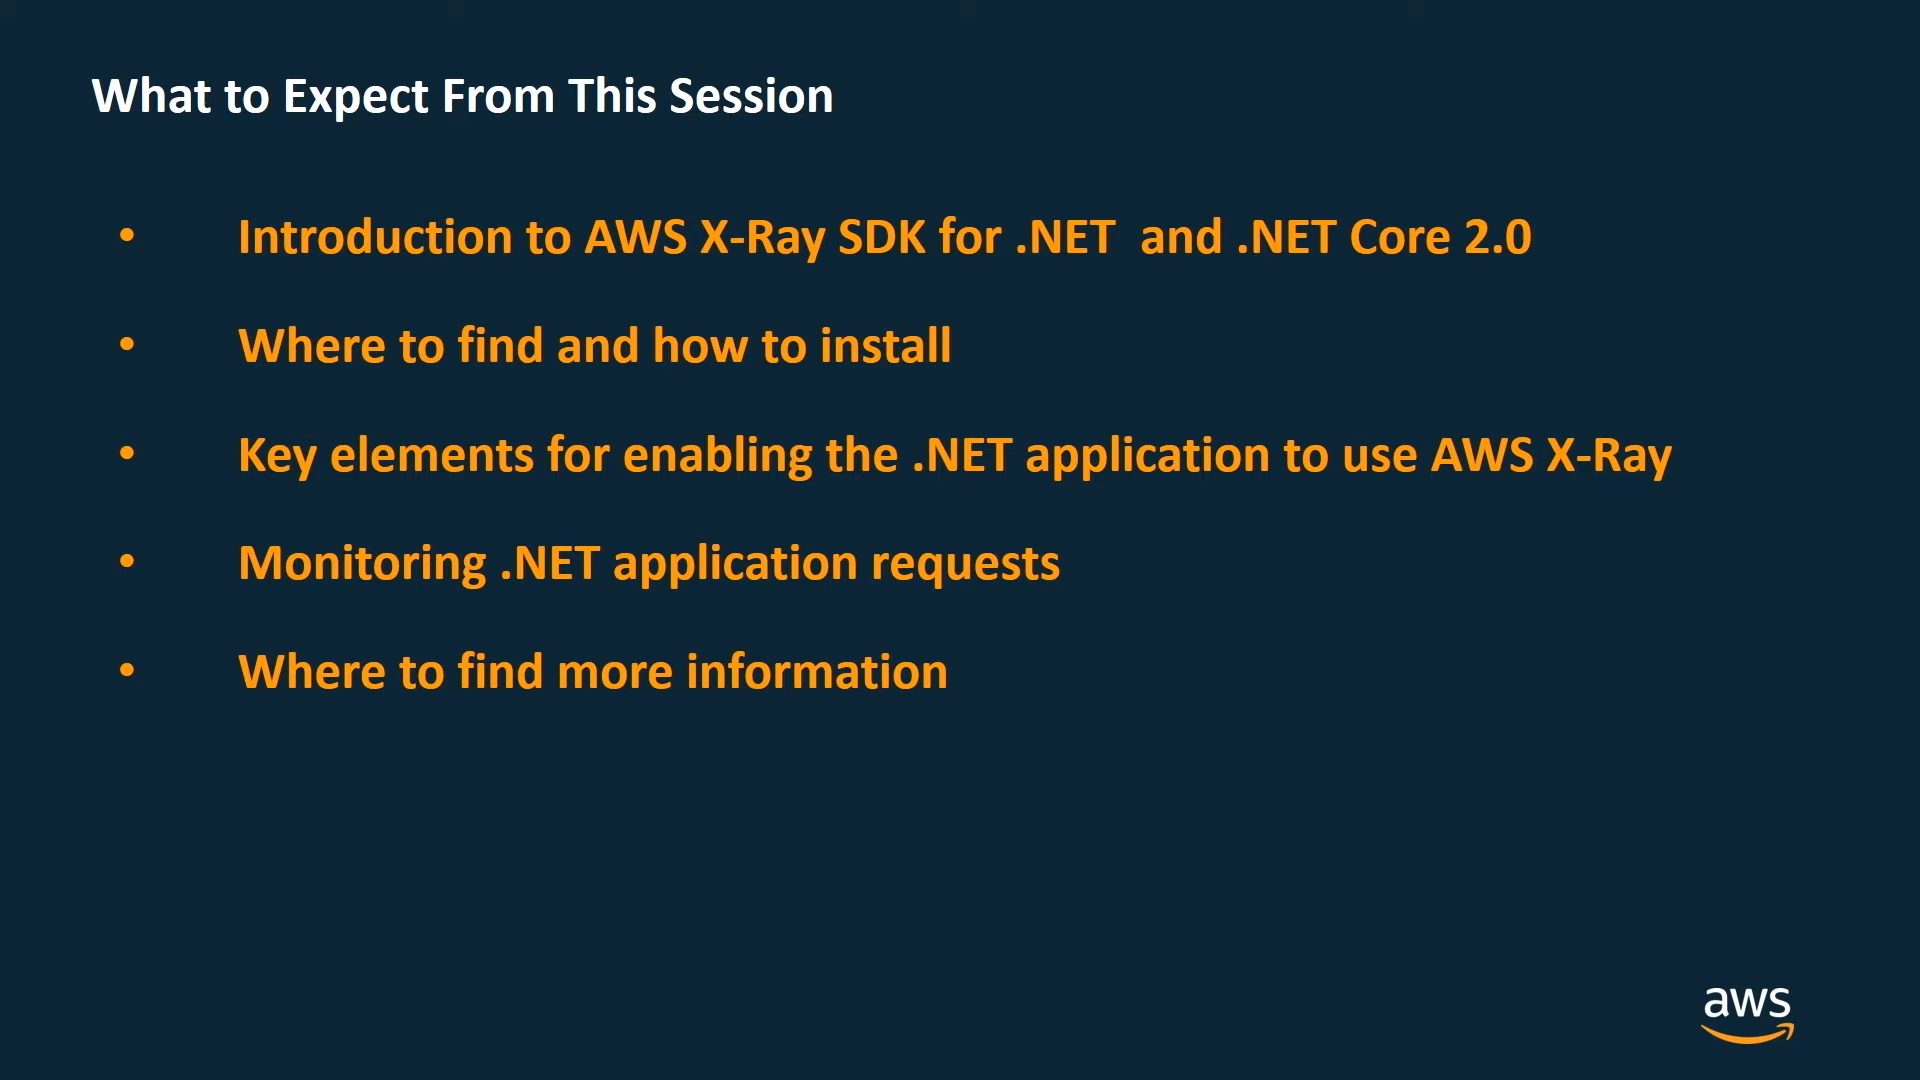 What to Expect From This Session
• Introduction to AWS X-Ray SDK for .NET  and .NET Core 2.0
• Where to find and how to install
• Key elements for enabling the .NET application to use AWS X-Ray
• Monitoring .NET application requests
• Where to find more information
aws